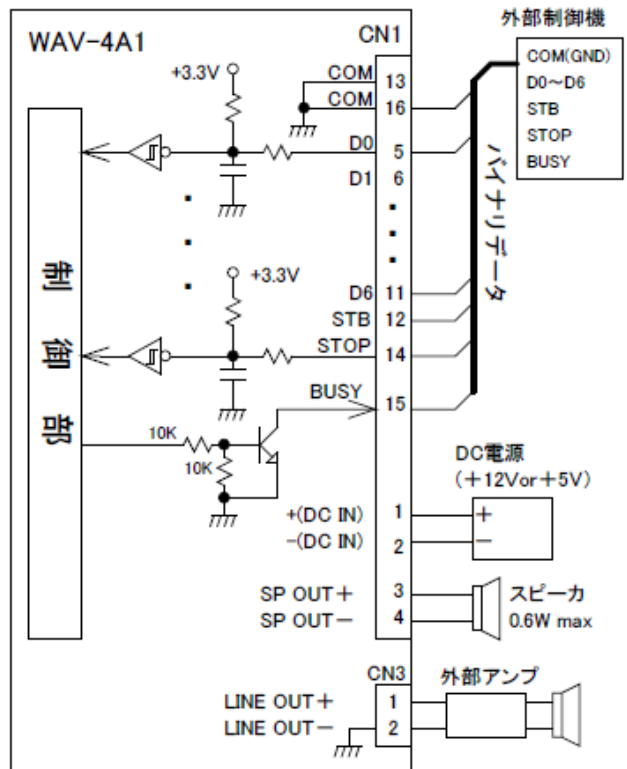 WAV-4A1
CN1
外部制御機
COM(GND)
D0～D6
STB
STOP
BUSY
+3.3V
COM
13
COM
16
D0
5
D1
6
バイナリデータ
+3.3V
制御部
D6
11
STB
12
STOP
14
BUSY
15
10K
10K
DC電源
(+12Vor+5V)
+(DC IN)
1
+
-(DC IN)
2
-
SP OUT+
3
スピーカ
SP OUT-
4
0.6W max
CN3
外部アンプ
LINE OUT+
1
LINE OUT-
2